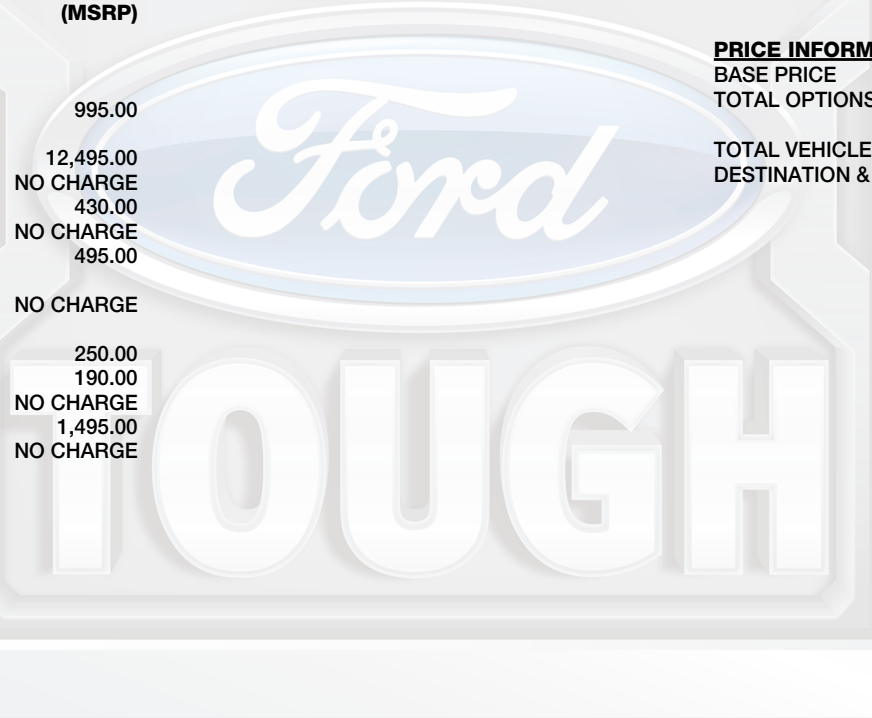 (MSRP)
995.00
12,495.00
NO CHARGE
430.00
NO CHARGE
495.00
NO CHARGE
250.00
190.00
NO CHARGE
1,495.00
NO CHARGE
PRICE INFORM
BASE PRICE
TOTAL OPTIONS
TOTAL VEHICLE
DESTINATION &
Ford
TOUGH